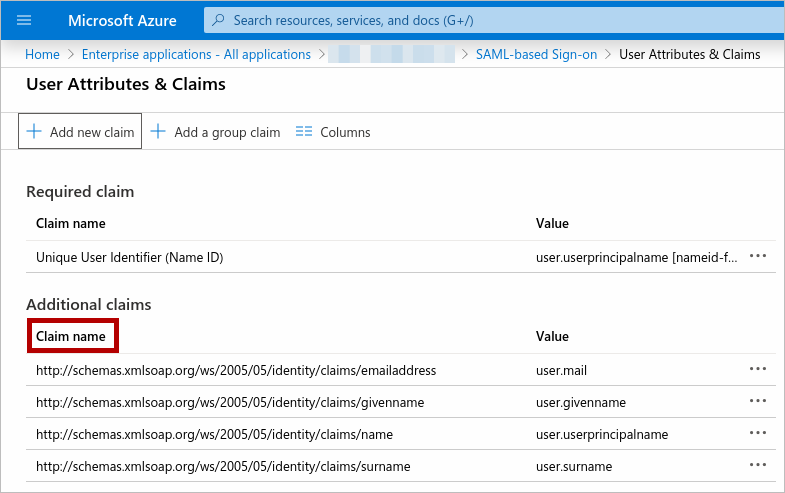 Microsoft Azure
Search resources, services, and docs (G+/)
Home > Enterprise applications - All applications > > SAML-based Sign-on > User Attributes & Claims
User Attributes & Claims
Add new claim Add a group claim Columns
Required claim
Claim name Value
Unique User Identifier (Name ID) user.userprincipalname [nameid-f... ...
Additional claims
Claim name Value
http://schemas.xmlsoap.org/ws/2005/05/identity/claims/emailaddress user.mail ...
http://schemas.xmlsoap.org/ws/2005/05/identity/claims/givenname user.givenname ...
http://schemas.xmlsoap.org/ws/2005/05/identity/claims/name user.userprincipalname ...
http://schemas.xmlsoap.org/ws/2005/05/identity/claims/surname user.surname ...